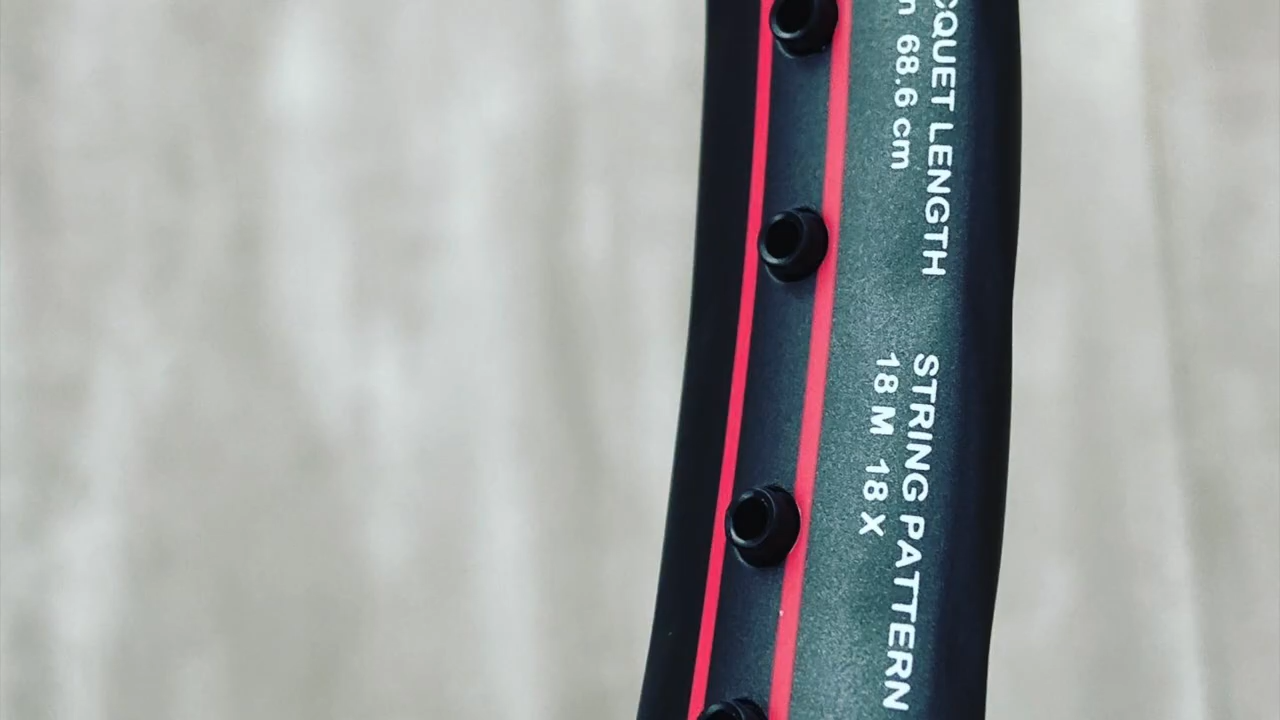 CQUET LENGTH
n 68.6 cm
STRING PATTERN
18 M 18 X